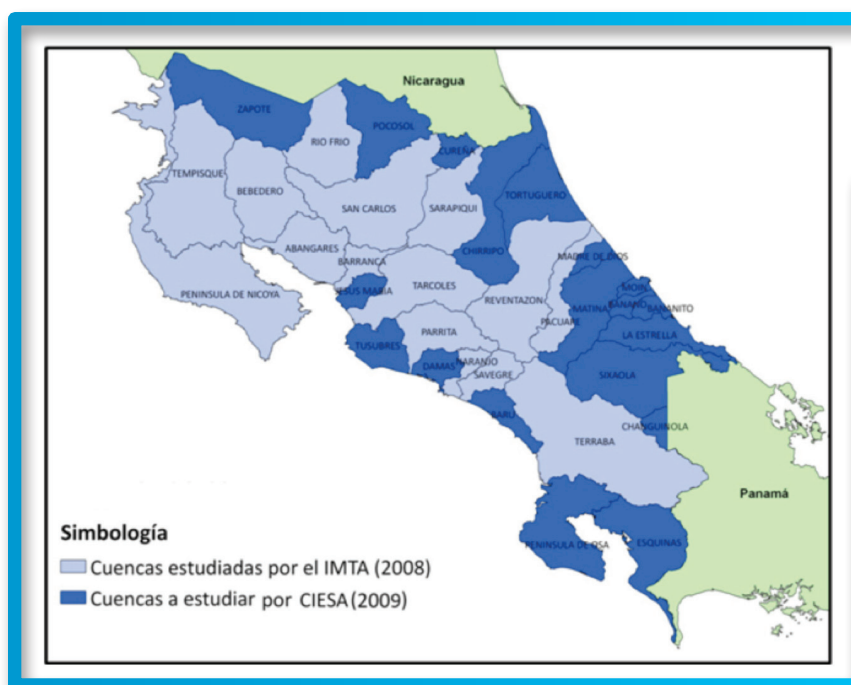 Nicaragua
ZAPOTE
POCOSOL
RIO FRIO
CUREÑA
TEMPISQUE
BEBEDERO
TORTUGUERO
SAN CARLOS
SARAPIQUI
ABANGARES
CHIRRIPO
MADRE DE DIOS
BARRANCA
PENINSULA DE NICOYA
JESUS MARIA
TARCOLES
MOIN
REVENTAZON
BANANO
BANANITO
MATINA
PACUARE
PARRITA
LA ESTRELLA
TUSUBRES
NARANJO
DAMAS
SAVEGRE
SIXAOLA
BARU
CHANGUINOLA
TERRABA
Panamá
PENINSULA DE OSA
ESQUINAS
Simbología
Cuencas estudiadas por el IMTA (2008)
Cuencas a estudiar por CIESA (2009)